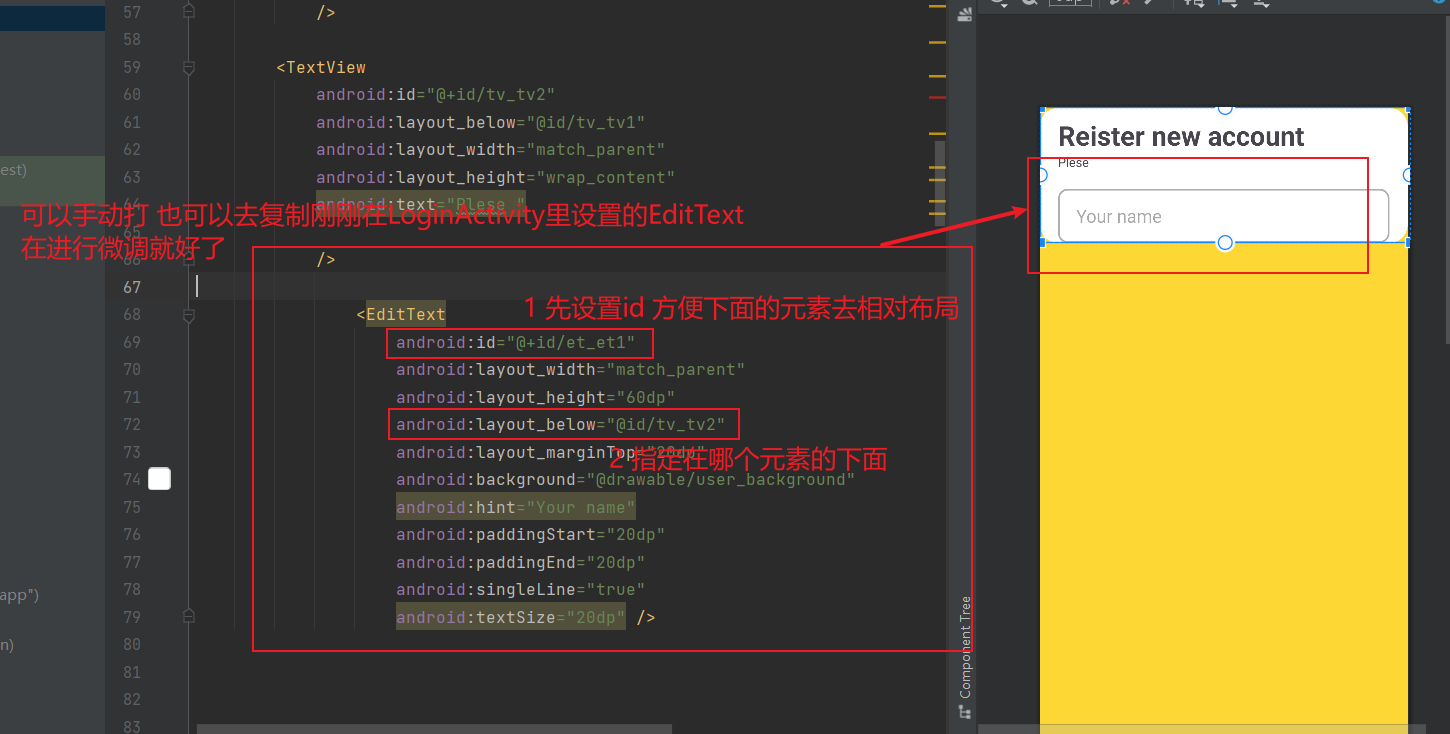 57 />
58
59 <TextView
60 android:id="@+id/tv_tv2"
61 android:layout_below="@id/tv_tv1"
62 android:layout_width="match_parent"
63 android:layout_height="wrap_content"
est)
64 android:text="Plese "
可以手动打 也可以去复制刚刚在LoginActivity里设置的EditText
在进行微调就好了
65
66 />
67
68 <EditText
1 先设置id 方便下面的元素去相对布局
69 android:id="@+id/et_et1"
70 android:layout_width="match_parent"
71 android:layout_height="60dp"
72 android:layout_below="@id/tv_tv2"
73 android:layout_marginTop="20dp"
2 指定在哪个元素的下面
74 android:background="@drawable/user_background"
75 android:hint="Your name"
76 android:paddingStart="20dp"
77 android:paddingEnd="20dp"
78 android:singleLine="true"
app")
79 android:textSize="20dp" />
n)
80
81
82
83
Component Tree
Reister new account
Plese
Your name